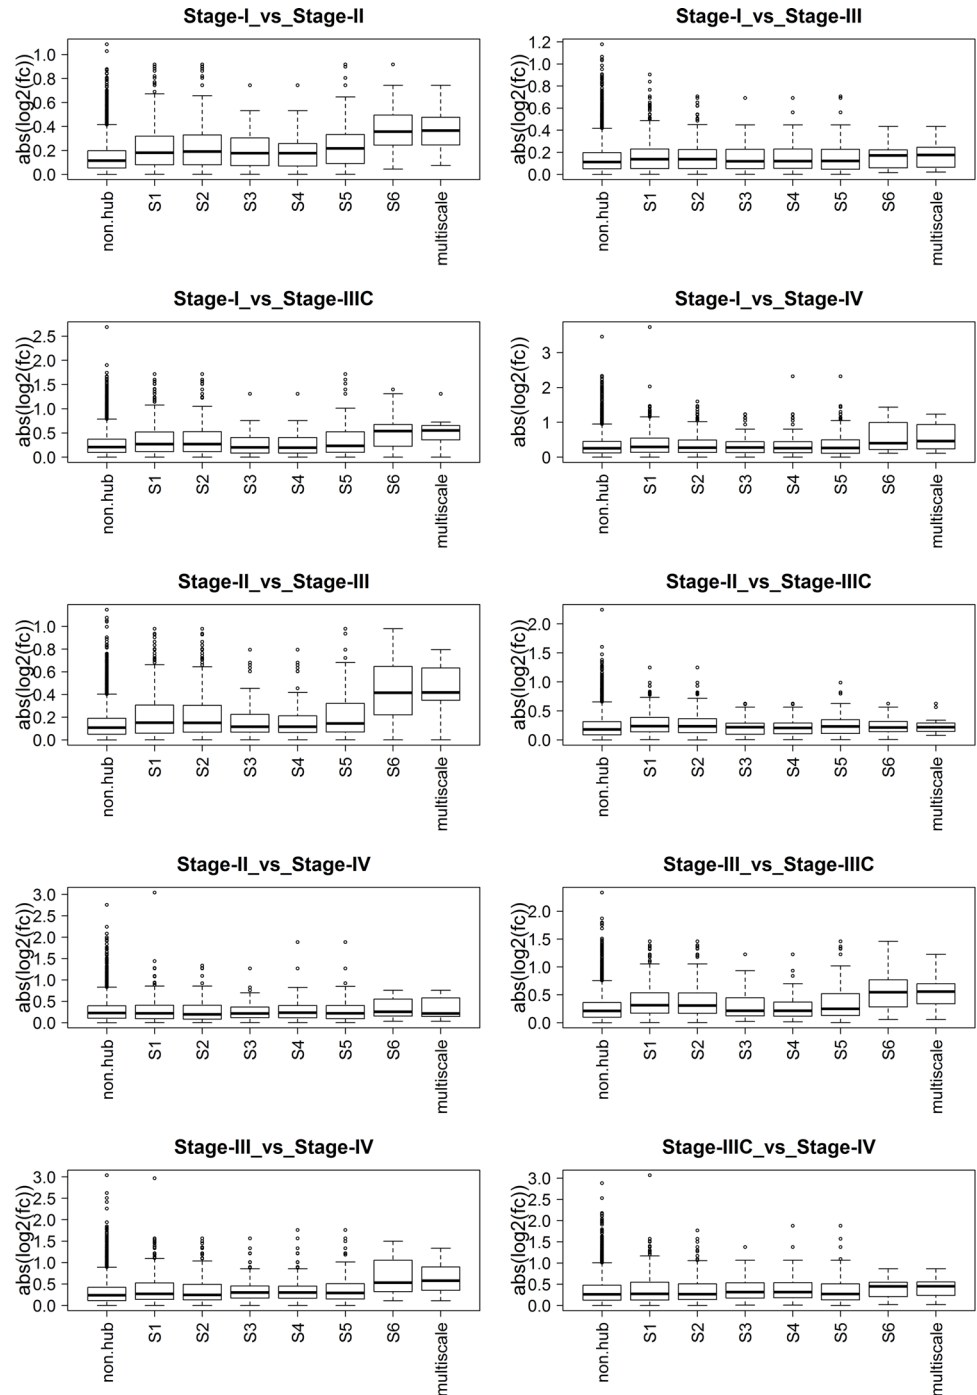 Stage-I_vs_Stage-II
abs(log2(fc))
1.0
0.8
0.6
0.4
0.2
0.0
non.hub S1 S2 S3 S4 S5 S6 multiscale
Stage-I_vs_Stage-III
abs(log2(fc))
1.2
1.0
0.8
0.6
0.4
0.2
0.0
non.hub S1 S2 S3 S4 S5 S6 multiscale
Stage-I_vs_Stage-IIIC
abs(log2(fc))
2.5
2.0
1.5
1.0
0.5
0.0
non.hub S1 S2 S3 S4 S5 S6 multiscale
Stage-I_vs_Stage-IV
abs(log2(fc))
3
2
1
0
non.hub S1 S2 S3 S4 S5 S6 multiscale
Stage-II_vs_Stage-III
abs(log2(fc))
1.0
0.8
0.6
0.4
0.2
0.0
non.hub S1 S2 S3 S4 S5 S6 multiscale
Stage-II_vs_Stage-IIIC
abs(log2(fc))
2.0
1.5
1.0
0.5
0.0
non.hub S1 S2 S3 S4 S5 S6 multiscale
Stage-II_vs_Stage-IV
abs(log2(fc))
3.0
2.5
2.0
1.5
1.0
0.5
0.0
non.hub S1 S2 S3 S4 S5 S6 multiscale
Stage-III_vs_Stage-IIIC
abs(log2(fc))
2.0
1.5
1.0
0.5
0.0
non.hub S1 S2 S3 S4 S5 S6 multiscale
Stage-III_vs_Stage-IV
abs(log2(fc))
3.0
2.5
2.0
1.5
1.0
0.5
0.0
non.hub S1 S2 S3 S4 S5 S6 multiscale
Stage-IIIC_vs_Stage-IV
abs(log2(fc))
3.0
2.5
2.0
1.5
1.0
0.5
0.0
non.hub S1 S2 S3 S4 S5 S6 multiscale